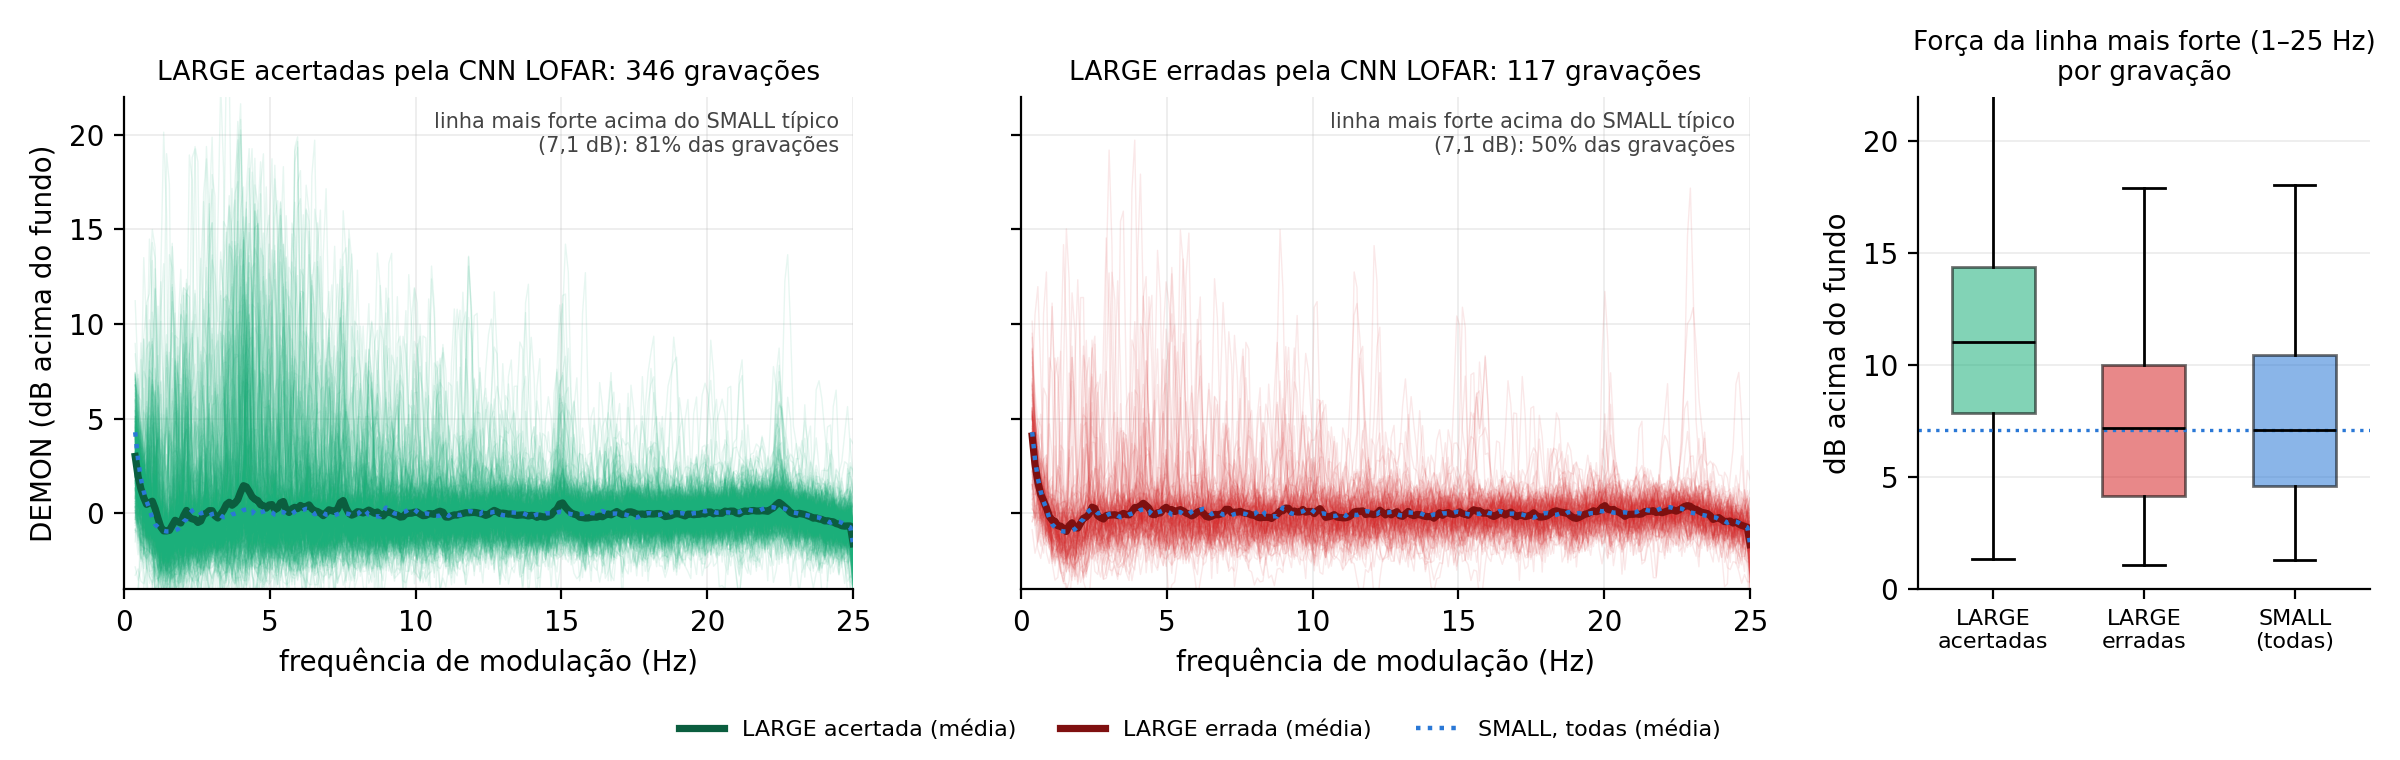 LARGE acertadas pela CNN LOFAR: 346 gravações
linha mais forte acima do SMALL típico
(7,1 dB): 81% das gravações
DEMON (dB acima do fundo)
20
15
10
5
0
0
5
10
15
20
25
frequência de modulação (Hz)
LARGE erradas pela CNN LOFAR: 117 gravações
linha mais forte acima do SMALL típico
(7,1 dB): 50% das gravações
0
5
10
15
20
25
frequência de modulação (Hz)
Força da linha mais forte (1–25 Hz)
por gravação
dB acima do fundo
20
15
10
5
0
LARGE
acertadas
LARGE
erradas
SMALL
(todas)
LARGE acertada (média)
LARGE errada (média)
SMALL, todas (média)